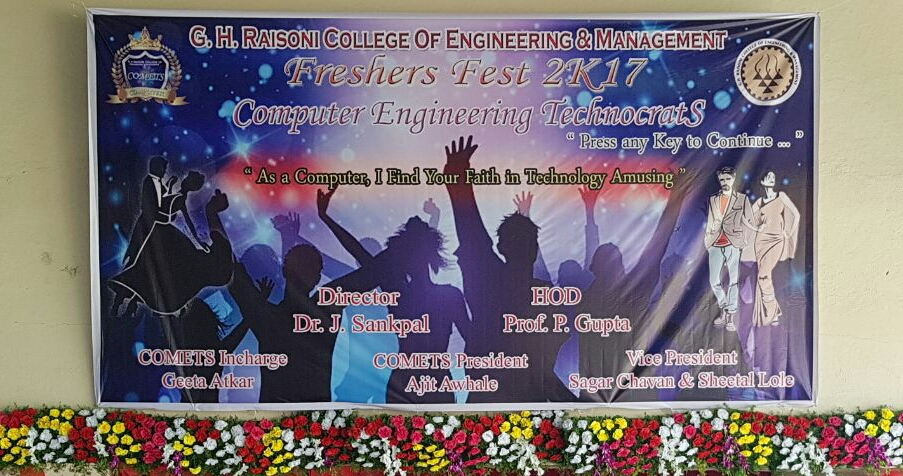 G. H. RAISONI COLLEGE OF ENGINEERING & MANAGEMENT
Freshers Fest 2K17
COMETS
Computer Engineering TechnocratS
" Press any Key to Continue ... "
" As a Computer, I Find Your Faith in Technology Amusing "
Director
HOD
Dr. J. Sankpal
Prof. P. Gupta
COMETS Incharge
COMETS President
Vice President
Geeta Atkar
Ajit Awhale
Sagar Chavan & Sheetal Lole